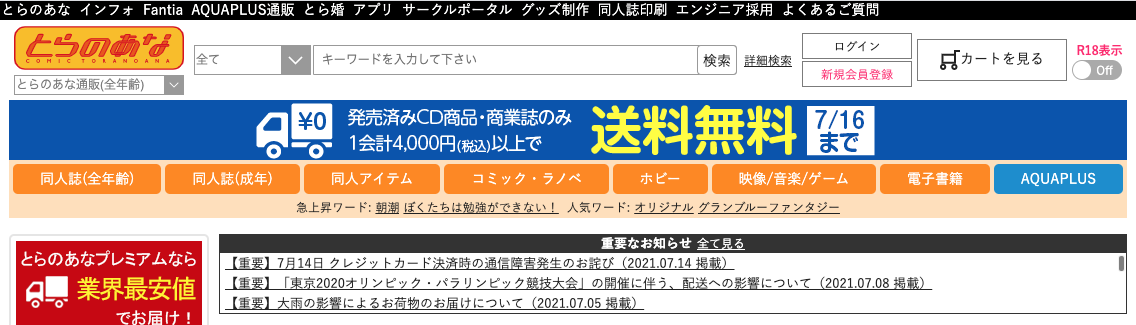 とらのあな インフォ Fantia AQUAPLUS通販 とら婚 アプリ サークルポータル グッズ制作 同人誌印刷 エンジニア採用 よくあるご質問
とらのあな
COMIC TORANOANA
とらのあな通販(全年齢)
全て
キーワードを入力して下さい
検索
詳細検索
ログイン
新規会員登録
カートを見る
R18表示
Off
¥0
発売済みCD商品・商業誌のみ
1会計4,000円(税込)以上で
送料無料
7/16
まで
同人誌(全年齢) 同人誌(成年) 同人アイテム コミック・ラノベ ホビー 映像/音楽/ゲーム 電子書籍 AQUAPLUS
急上昇ワード: 朝潮 ぼくたちは勉強ができない! 人気ワード: オリジナル グランブルーファンタジー
とらのあなプレミアムなら
業界最安値
でお届け!
重要なお知らせ 全て見る
【重要】7月14日 クレジットカード決済時の通信障害発生のお詫び（2021.07.14 掲載）
【重要】「東京2020オリンピック・パラリンピック競技大会」の開催に伴う、配送への影響について（2021.07.08 掲載）
【重要】大雨の影響によるお荷物のお届けについて（2021.07.05 掲載）